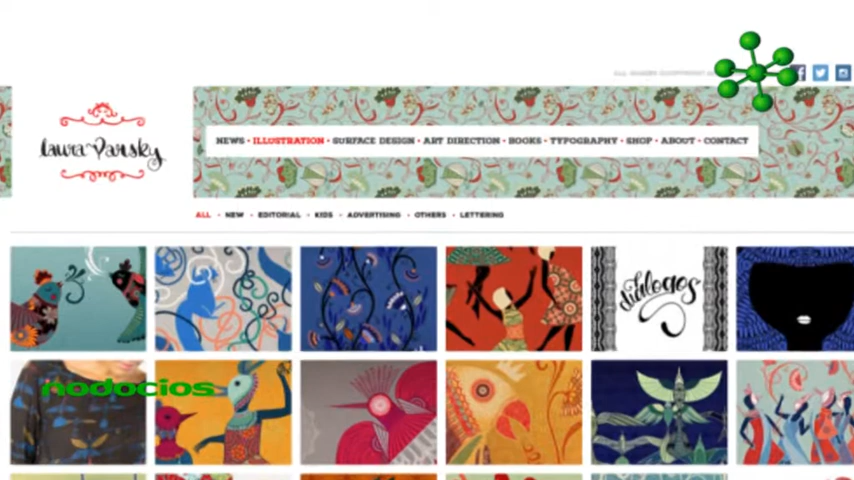 laura Varsky
NEWS • ILLUSTRATION • SURFACE DESIGN • ART DIRECTION • BOOKS • TYPOGRAPHY • SHOP • ABOUT • CONTACT
ALL • NEW • EDITORIAL • KIDS • ADVERTISING • OTHERS • LETTERING
diálogos
nodocios